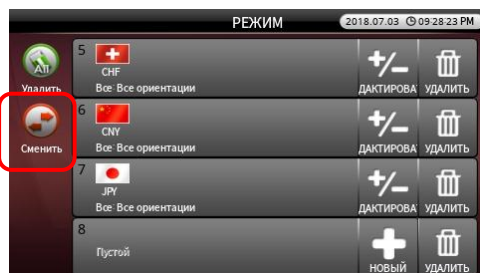 РЕЖИМ
2018.07.03 09:28:23 PM
All
Удалить
Сменить
5
CHF
Все· Все ориентации
ДАКТИРОВА
УДАЛИТЬ
6
CNY
Все· Все ориентации
ДАКТИРОВА
УДАЛИТЬ
7
JPY
Все· Все ориентации
ДАКТИРОВА
УДАЛИТЬ
8
Пустой
НОВЫЙ
УДАЛИТЬ